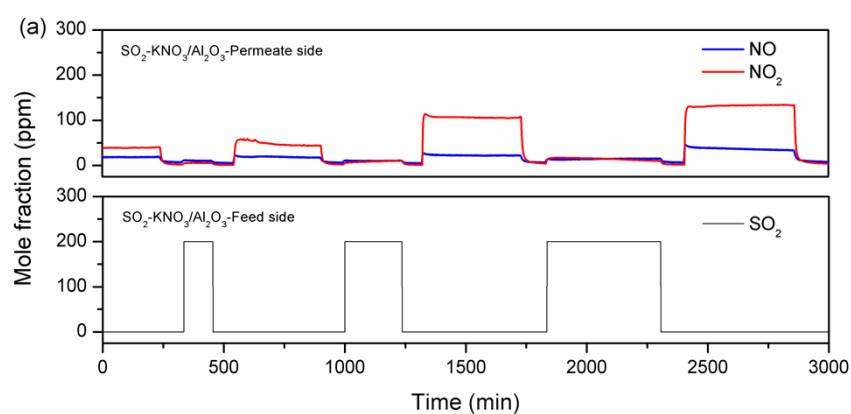 (a)
Mole fraction (ppm)
300
200
100
0
SO₂-KNO₃/Al₂O₃-Permeate side
NO
NO₂
300
200
100
0
SO₂-KNO₃/Al₂O₃-Feed side
SO₂
0 500 1000 1500 2000 2500 3000
Time (min)